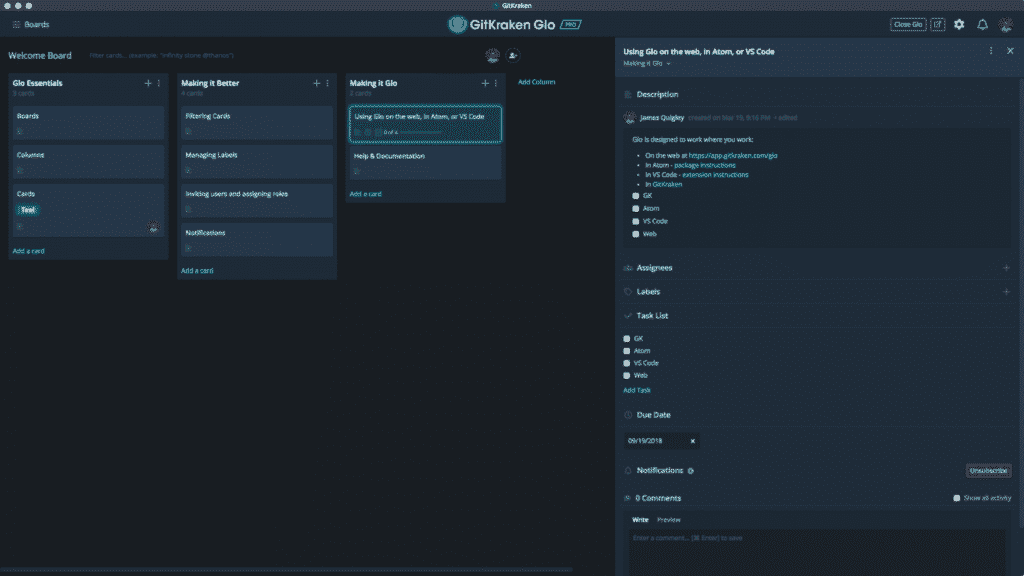 GitKraken
Boards
GitKraken Glo PRO
Close Glo
Welcome Board
Filter cards... (example: "infinity stone @thanos")
Glo Essentials
3 cards
Boards
Columns
Cards
Add a card
Making it Better
4 cards
Filtering Cards
Managing Labels
Inviting users and assigning roles
Notifications
Add a card
Making it Glo
2 cards
Using Glo on the web, in Atom, or VS Code
0 of 4
Help & Documentation
Add a card
Add Column
Using Glo on the web, in Atom, or VS Code
Making it Glo
Description
James Quigley created on Mar 15, PM • edited
Glo is designed to work where you work:
• On the web at https://app.gitkraken.com/glo
• In Atom - package instructions
• In VS Code - extension instructions
• In GitKraken
GK
Atom
VS Code
Web
Assignees
Labels
Task List
GK
Atom
VS Code
Web
Add Task
Due Date
09/19/2018
Notifications
Unsubscribe
0 Comments
Show all activity
Write Preview
Enter a comment... (⌘ Enter) to save